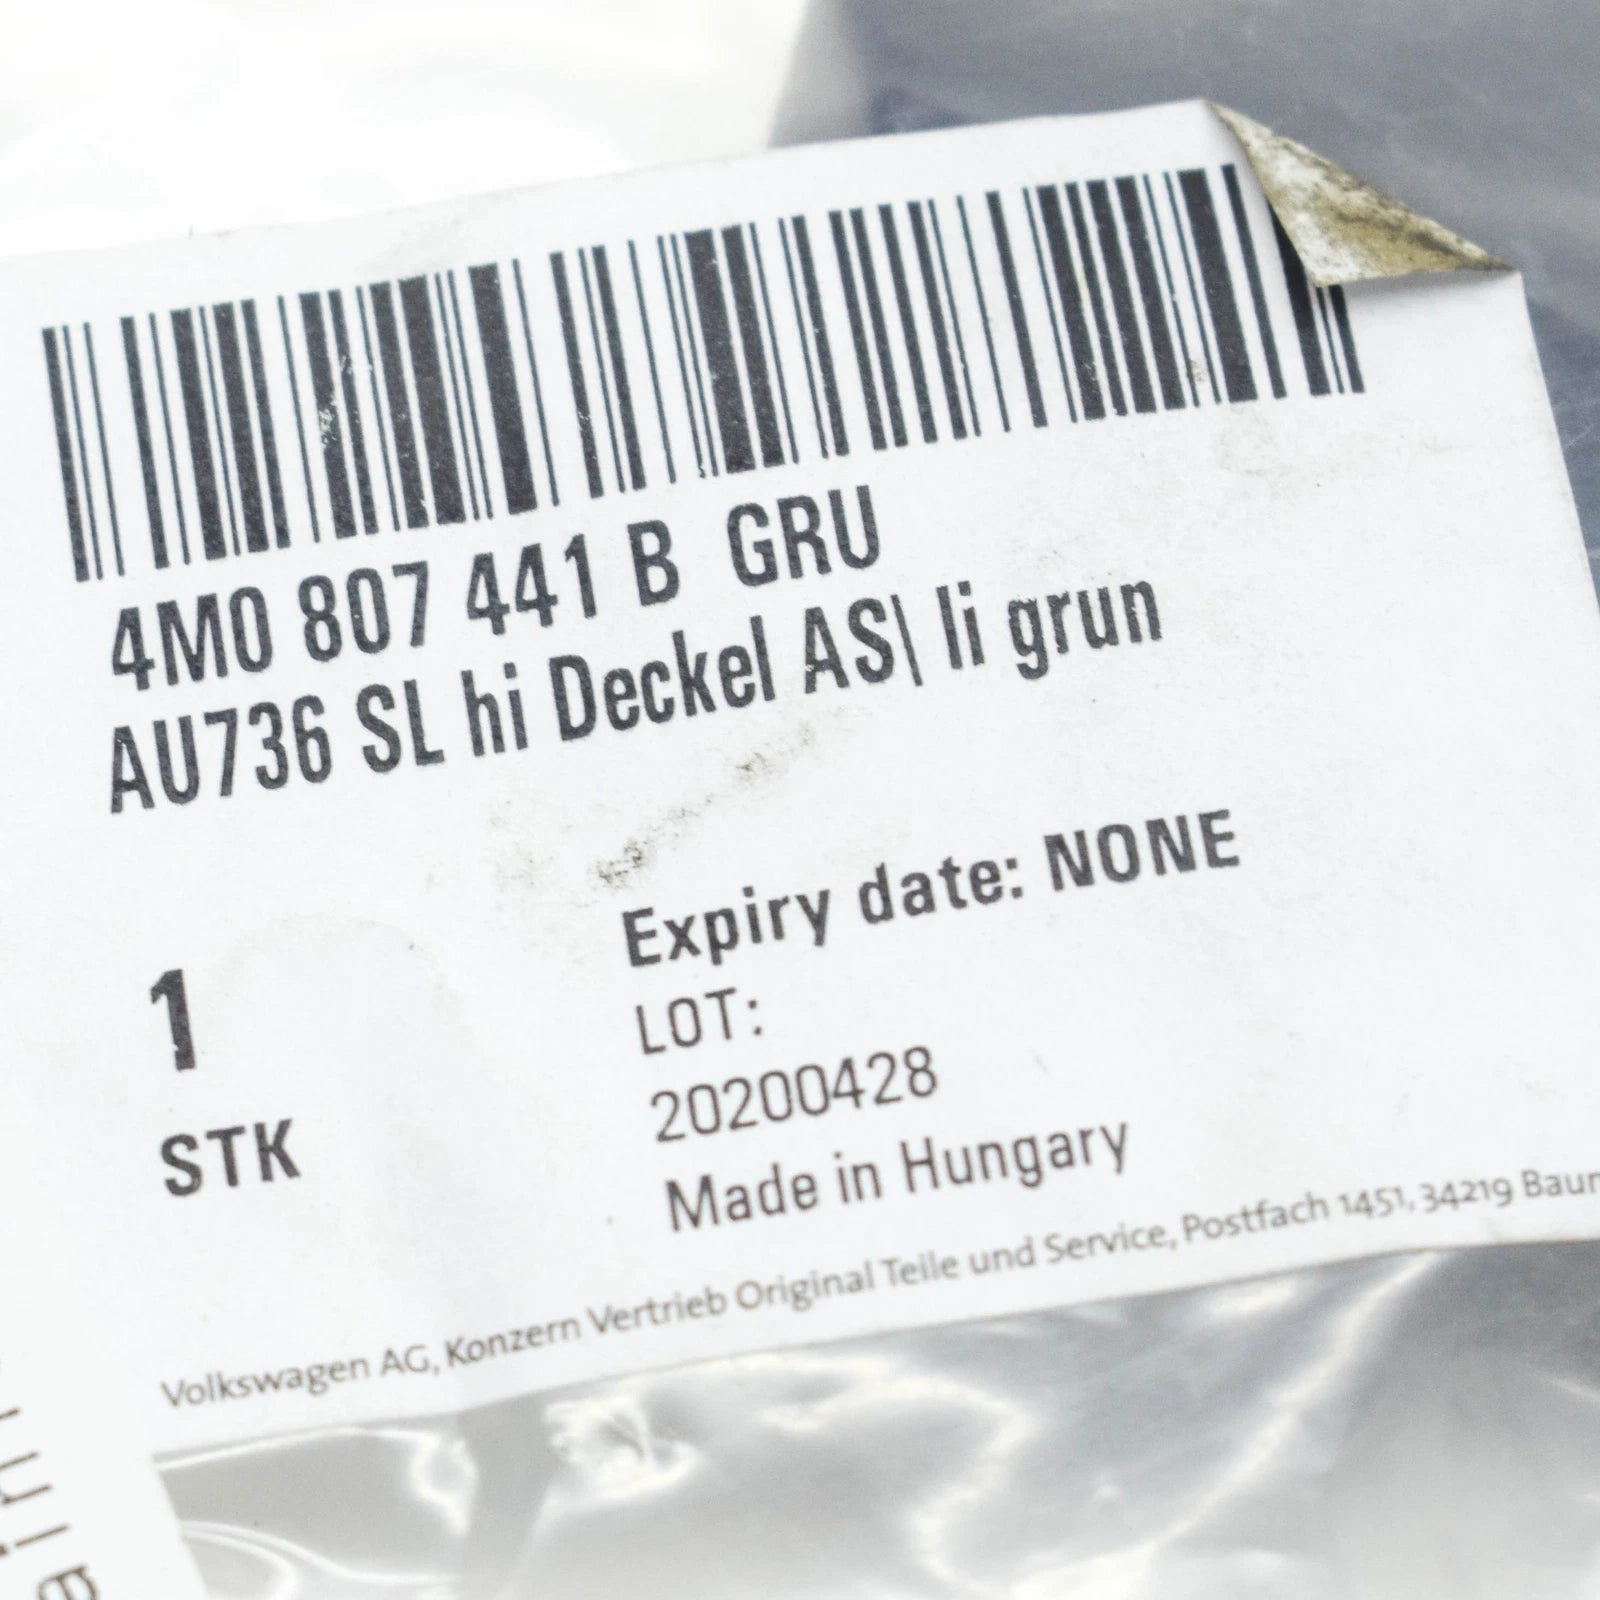 4M0 807 441 B GRU
AU736 SL hi Deckel AS\ li grun
Expiry date: NONE
1
LOT:
20200428
STK
Made in Hungary
Volkswagen AG, Konzern Vertrieb Original Teile und Service, Postfach 1451, 34219 Baun